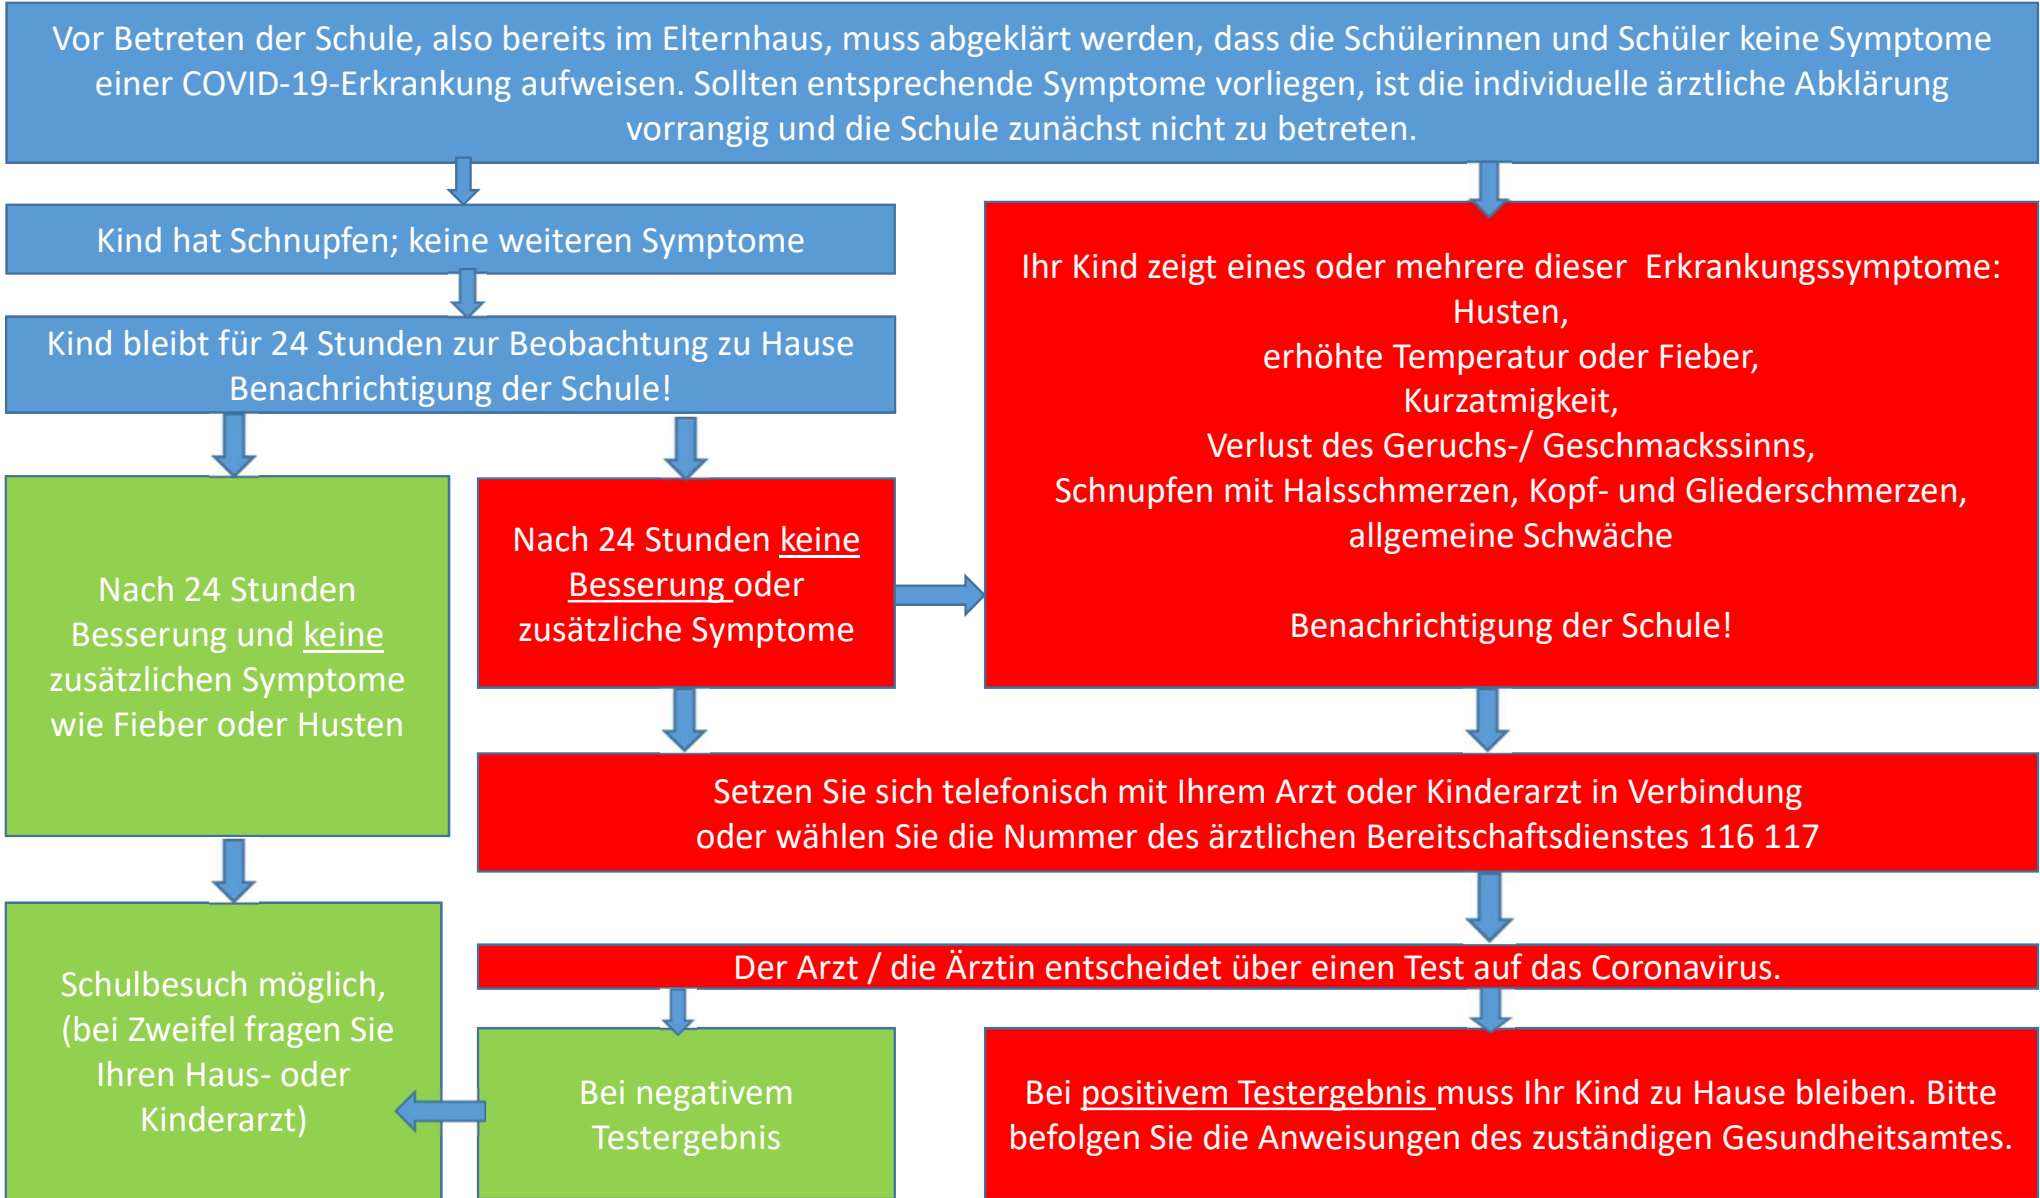 Vor Betreten der Schule, also bereits im Elternhaus, muss abgeklärt werden, dass die Schülerinnen und Schüler keine Symptome
einer COVID-19-Erkrankung aufweisen. Sollten entsprechende Symptome vorliegen, ist die individuelle ärztliche Abklärung
vorrangig und die Schule zunächst nicht zu betreten.
Kind hat Schnupfen; keine weiteren Symptome
Kind bleibt für 24 Stunden zur Beobachtung zu Hause
Benachrichtigung der Schule!
Nach 24 Stunden
Besserung und keine
zusätzlichen Symptome
wie Fieber oder Husten
Nach 24 Stunden keine
Besserung oder
zusätzliche Symptome
Ihr Kind zeigt eines oder mehrere dieser Erkrankungssymptome:
Husten,
erhöhte Temperatur oder Fieber,
Kurzatmigkeit,
Verlust des Geruchs-/ Geschmackssinns,
Schnupfen mit Halsschmerzen, Kopf- und Gliederschmerzen,
allgemeine Schwäche
Benachrichtigung der Schule!
Setzen Sie sich telefonisch mit Ihrem Arzt oder Kinderarzt in Verbindung
oder wählen Sie die Nummer des ärztlichen Bereitschaftsdienstes 116 117
Der Arzt / die Ärztin entscheidet über einen Test auf das Coronavirus.
Schulbesuch möglich,
(bei Zweifel fragen Sie
Ihren Haus- oder
Kinderarzt)
Bei negativem
Testergebnis
Bei positivem Testergebnis muss Ihr Kind zu Hause bleiben. Bitte
befolgen Sie die Anweisungen des zuständigen Gesundheitsamtes.